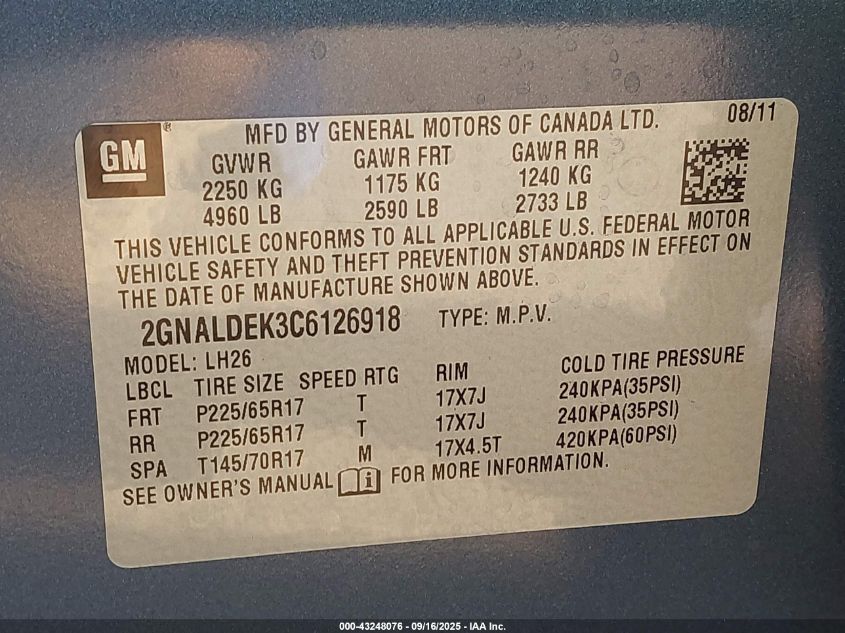 GM
MFD BY GENERAL MOTORS OF CANADA LTD. 08/11
GVWR GAWR FRT GAWR RR
2250 KG 1175 KG 1240 KG
4960 LB 2590 LB 2733 LB
THIS VEHICLE CONFORMS TO ALL APPLICABLE U.S. FEDERAL MOTOR
VEHICLE SAFETY AND THEFT PREVENTION STANDARDS IN EFFECT ON
THE DATE OF MANUFACTURE SHOWN ABOVE.
2GNALDEK3C6126918 TYPE: M.P.V.
MODEL: LH26
LBCL TIRE SIZE SPEED RTG RIM COLD TIRE PRESSURE
FRT P225/65R17 T 17X7J 240KPA(35PSI)
RR P225/65R17 T 17X7J 240KPA(35PSI)
SPA T145/70R17 M 17X4.5T 420KPA(60PSI)
SEE OWNER'S MANUAL i FOR MORE INFORMATION.
000-43248076 - 09/16/2025 - IAA Inc.